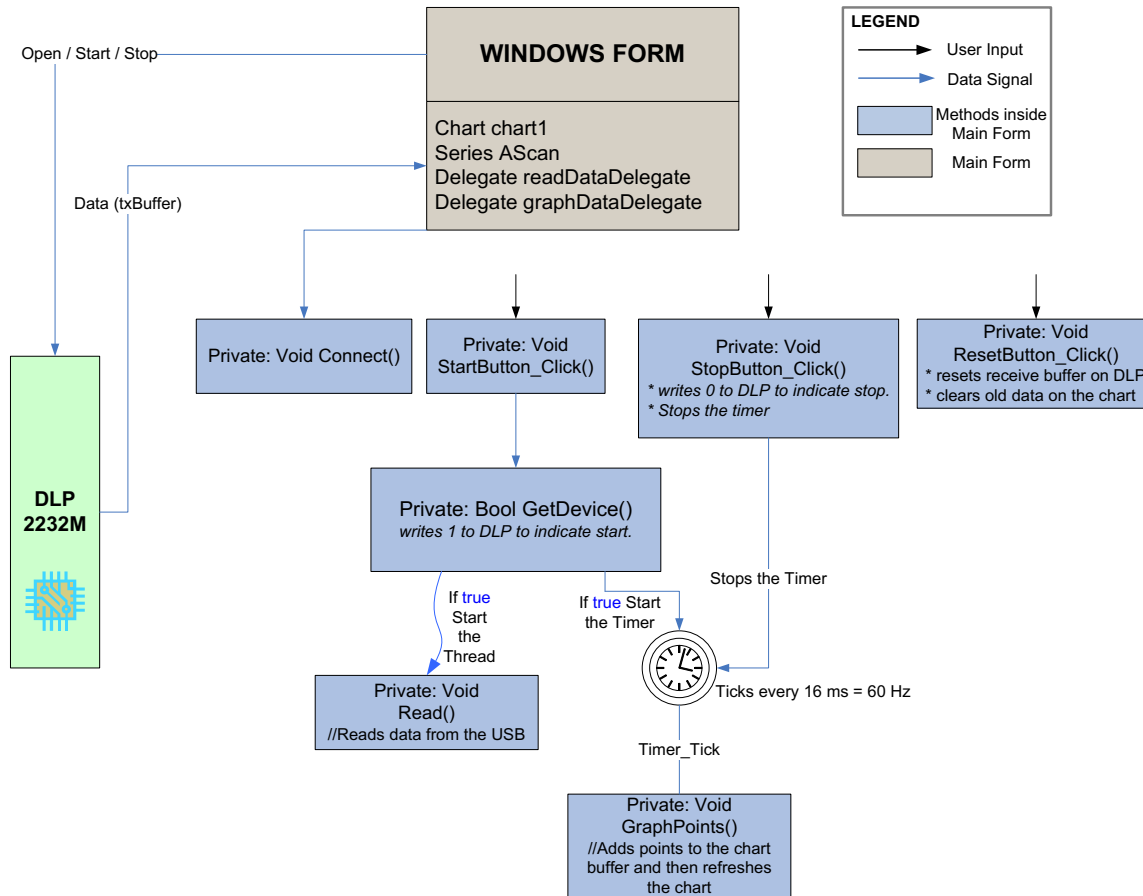 Open / Start / Stop
WINDOWS FORM
Chart chart1
Series AScan
Delegate readDataDelegate
Delegate graphDataDelegate
LEGEND
User Input
Data Signal
Methods inside
Main Form
Main Form
Data (txBuffer)
Private: Void Connect()
Private: Void
StartButton_Click()
Private: Void
StopButton_Click()
* writes 0 to DLP to indicate stop.
* Stops the timer
Private: Void
ResetButton_Click()
* resets receive buffer on DLP
* clears old data on the chart
DLP
2232M
Private: Bool GetDevice()
writes 1 to DLP to indicate start.
If true
Start
the
Thread
If true Start
the Timer
Stops the Timer
Private: Void
Read()
//Reads data from the USB
Ticks every 16 ms = 60 Hz
Timer_Tick
Private: Void
GraphPoints()
//Adds points to the chart
buffer and then refreshes
the chart